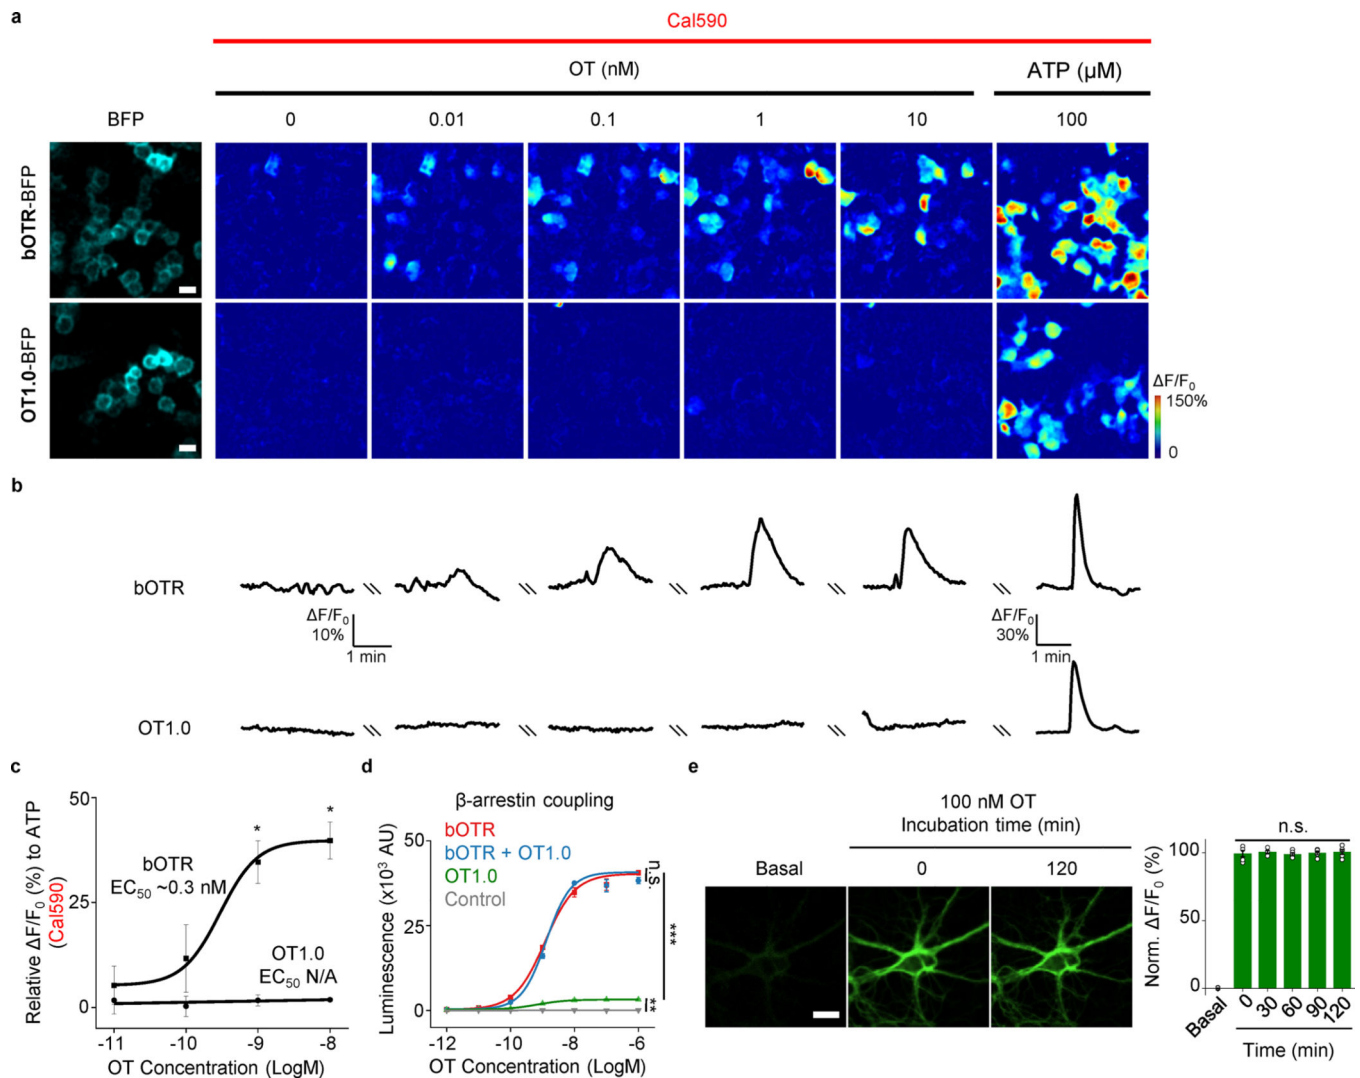 a
Cal590
OT (nM)
ATP (µM)
BFP
0
0.01
0.1
1
10
100
bOTR-BFP
OT1.0-BFP
ΔF/F0
150%
0
b
bOTR
ΔF/F0
10%
1 min
ΔF/F0
30%
1 min
OT1.0
c
Relative ΔF/F0 (%) to ATP
(Cal590)
50
25
0
*
*
bOTR
EC50 ~0.3 nM
OT1.0
EC50 N/A
-11
-10
-9
-8
OT Concentration (LogM)
d
β-arrestin coupling
bOTR
bOTR + OT1.0
OT1.0
Control
Luminescence (x10³ AU)
50
25
0
n.s.
***
**
-12
-10
-8
-6
OT Concentration (LogM)
e
100 nM OT
Incubation time (min)
Basal
0
120
n.s.
Norm. ΔF/F0 (%)
100
50
0
Basal
0
30
60
90
120
Time (min)